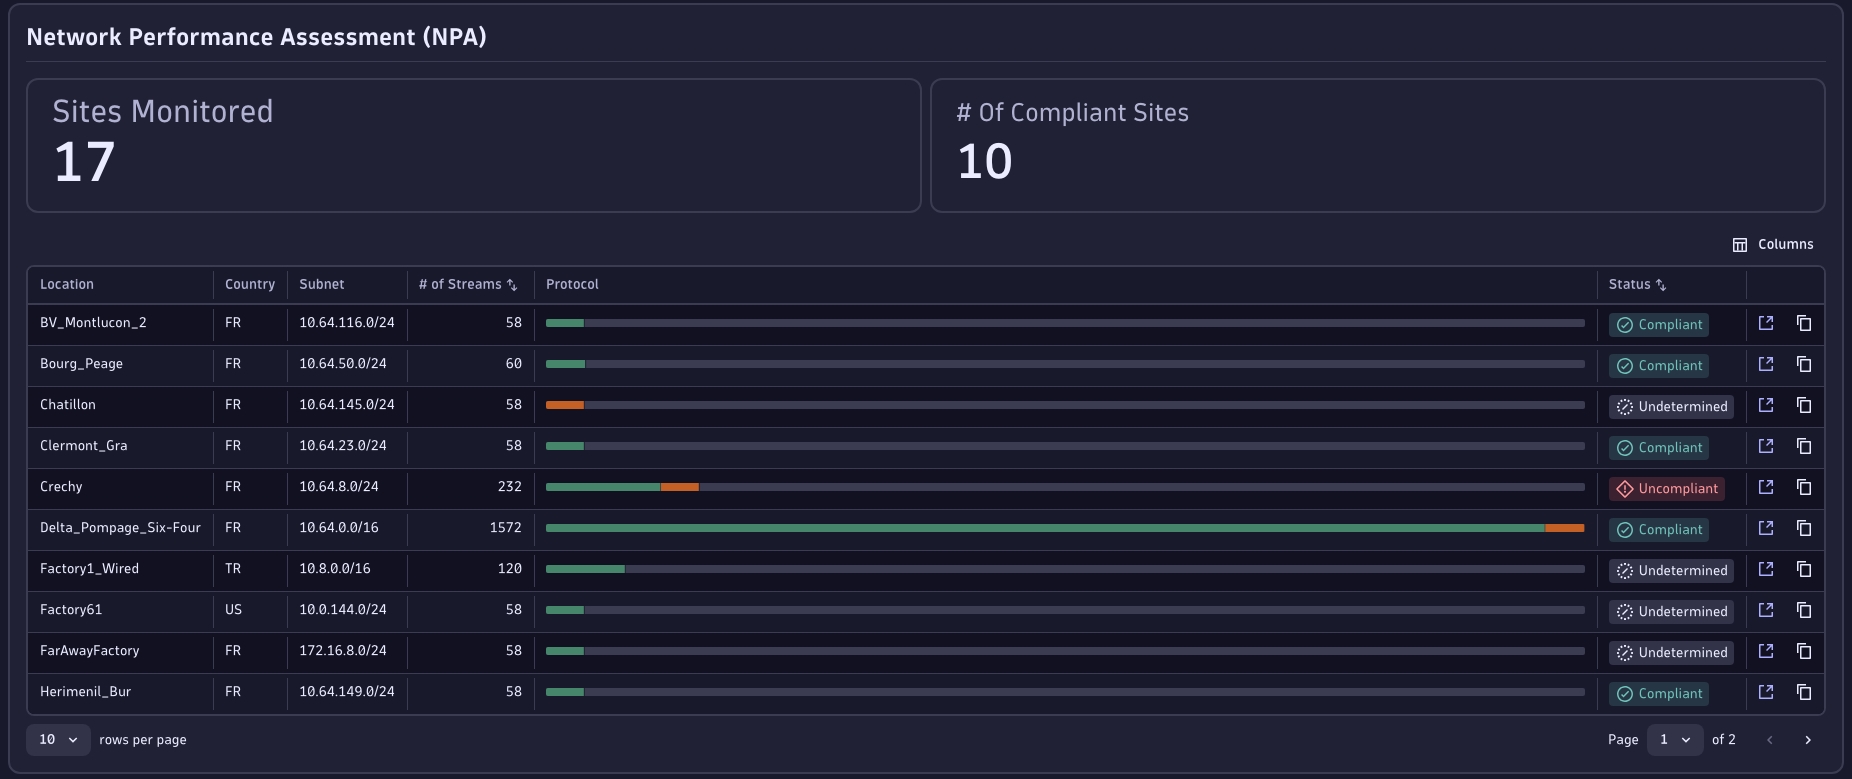 Network Performance Assessment (NPA)
Sites Monitored
17
# Of Compliant Sites
10
Columns
Location Country Subnet # of Streams Protocol Status
BV_Montlucon_2 FR 10.64.116.0/24 58 Compliant
Bourg_Peage FR 10.64.50.0/24 60 Compliant
Chatillon FR 10.64.145.0/24 58 Undetermined
Clermont_Gra FR 10.64.23.0/24 58 Compliant
Crechy FR 10.64.8.0/24 232 Uncompliant
Delta_Pompage_Six-Four FR 10.64.0.0/16 1572 Compliant
Factory1_Wired TR 10.8.0.0/16 120 Undetermined
Factory61 US 10.0.144.0/24 58 Undetermined
FarAwayFactory FR 172.16.8.0/24 58 Undetermined
Herimenil_Bur FR 10.64.149.0/24 58 Compliant
10 rows per page Page 1 of 2